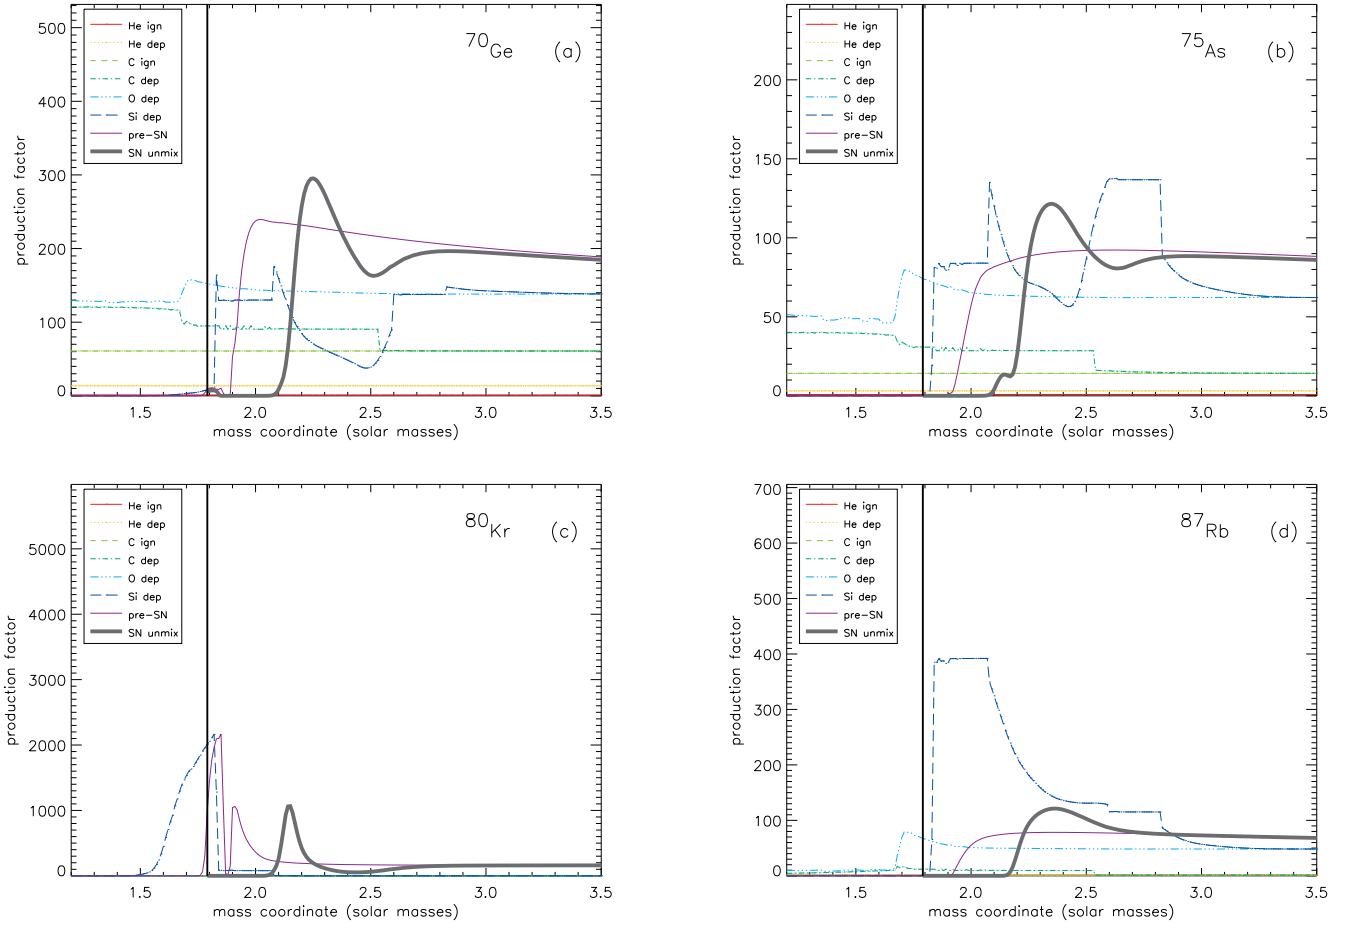 70Ge (a)
He ign
He dep
C ign
C dep
O dep
Si dep
pre-SN
SN unmix
production factor
500
400
300
200
100
0
1.5 2.0 2.5 3.0 3.5
mass coordinate (solar masses)
75As (b)
He ign
He dep
C ign
C dep
O dep
Si dep
pre-SN
SN unmix
production factor
200
150
100
50
0
1.5 2.0 2.5 3.0 3.5
mass coordinate (solar masses)
80Kr (c)
He ign
He dep
C ign
C dep
O dep
Si dep
pre-SN
SN unmix
production factor
5000
4000
3000
2000
1000
0
1.5 2.0 2.5 3.0 3.5
mass coordinate (solar masses)
87Rb (d)
He ign
He dep
C ign
C dep
O dep
Si dep
pre-SN
SN unmix
production factor
700
600
500
400
300
200
100
0
1.5 2.0 2.5 3.0 3.5
mass coordinate (solar masses)